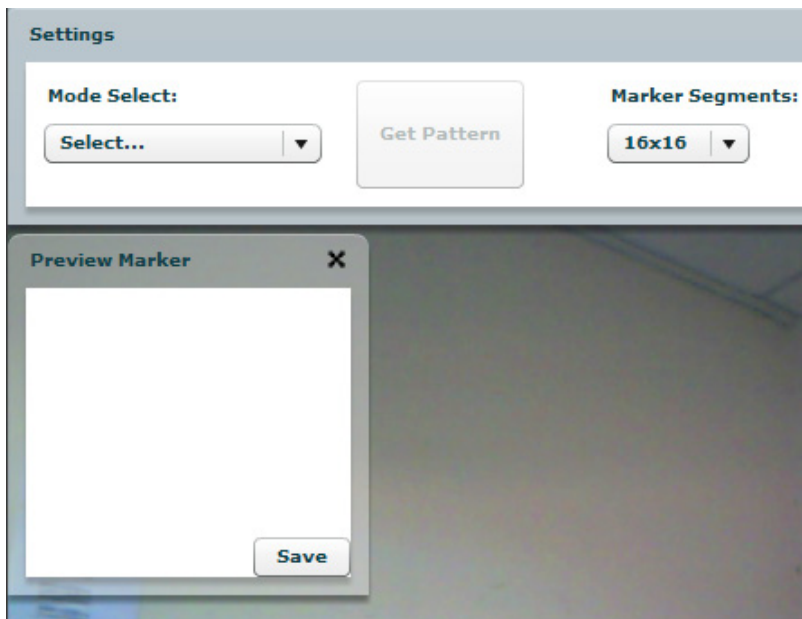 Settings
Mode Select:
Select...
Get Pattern
Marker Segments:
16x16
Preview Marker
Save